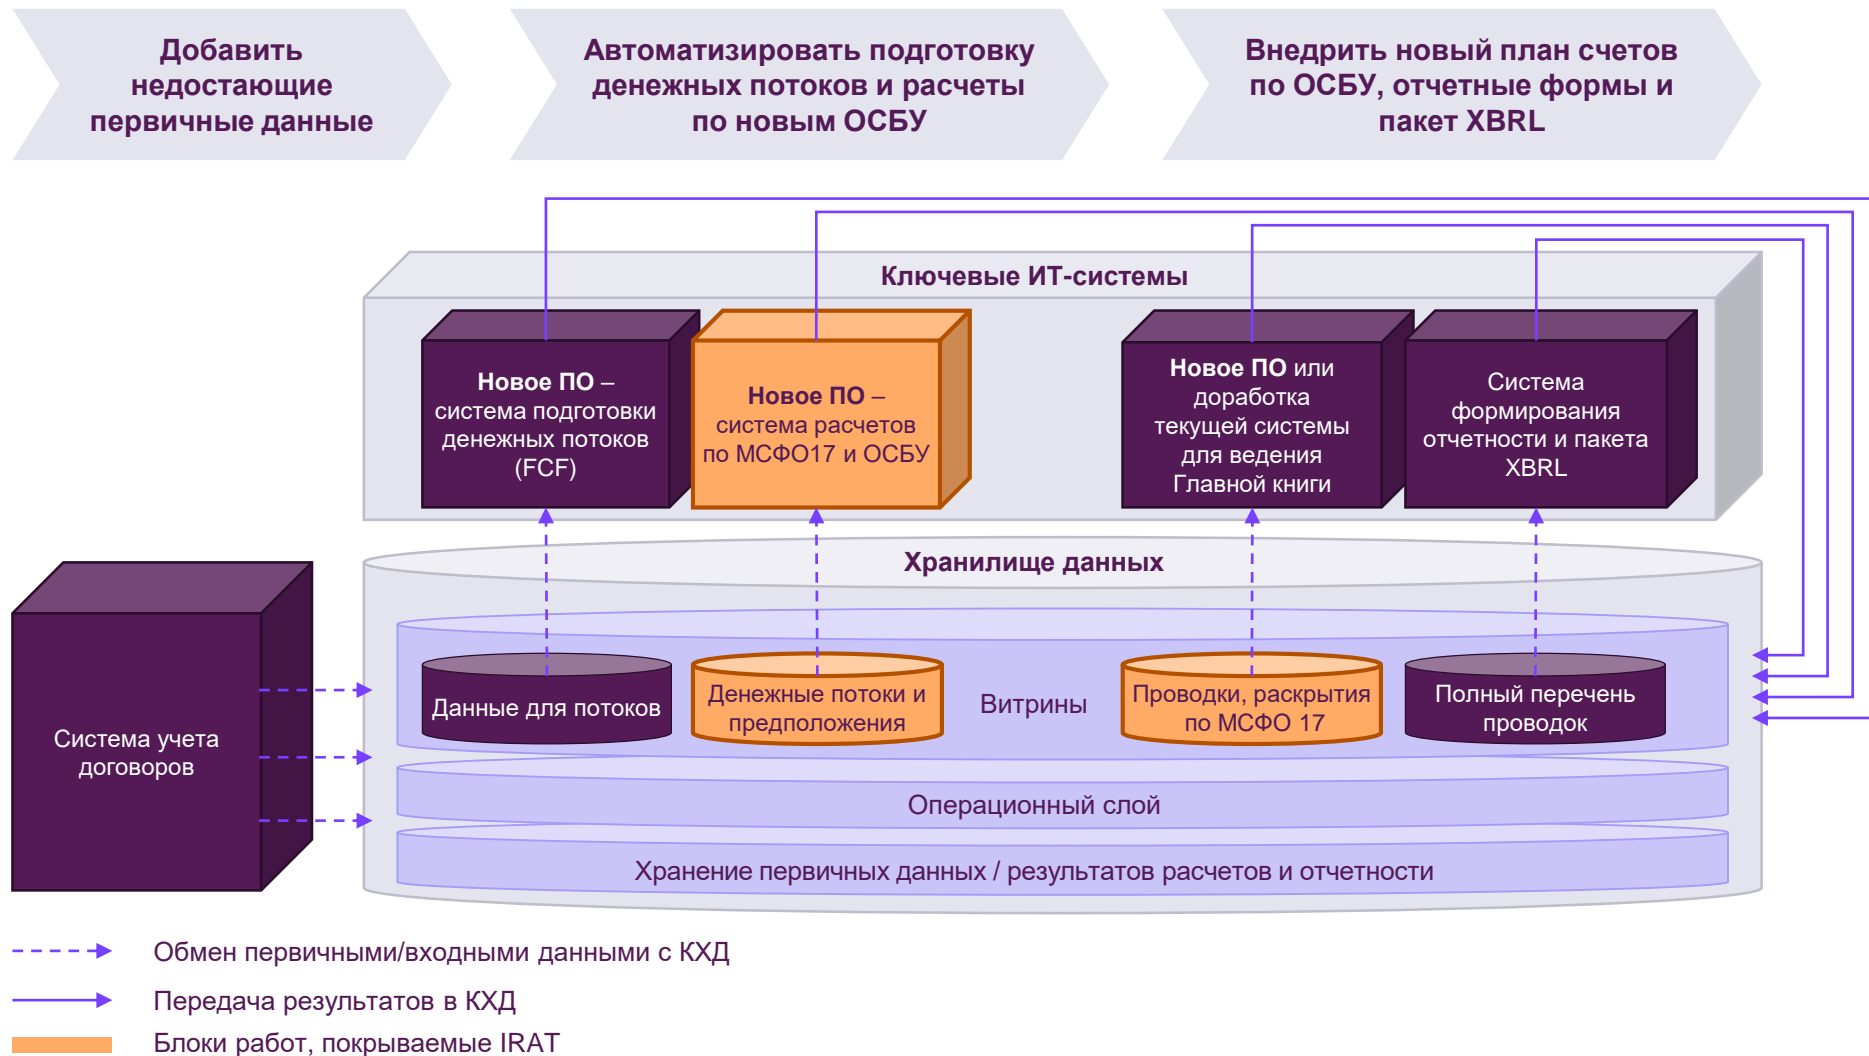 Добавить
недостающие
первичные данные
Автоматизировать подготовку
денежных потоков и расчеты
по новым ОСБУ
Внедрить новый план счетов
по ОСБУ, отчетные формы и
пакет XBRL
Ключевые ИТ-системы
Новое ПО –
система подготовки
денежных потоков
(FCF)
Новое ПО –
система расчетов
по МСФО17 и ОСБУ
Новое ПО или
доработка
текущей системы
для ведения
Главной книги
Система
формирования
отчетности и пакета
XBRL
Хранилище данных
Система учета
договоров
Данные для потоков
Денежные потоки и
предположения
Витрины
Проводки, раскрытия
по МСФО 17
Полный перечень
проводок
Операционный слой
Хранение первичных данных / результатов расчетов и отчетности
Обмен первичными/входными данными с КХД
Передача результатов в КХД
Блоки работ, покрываемые IRAT